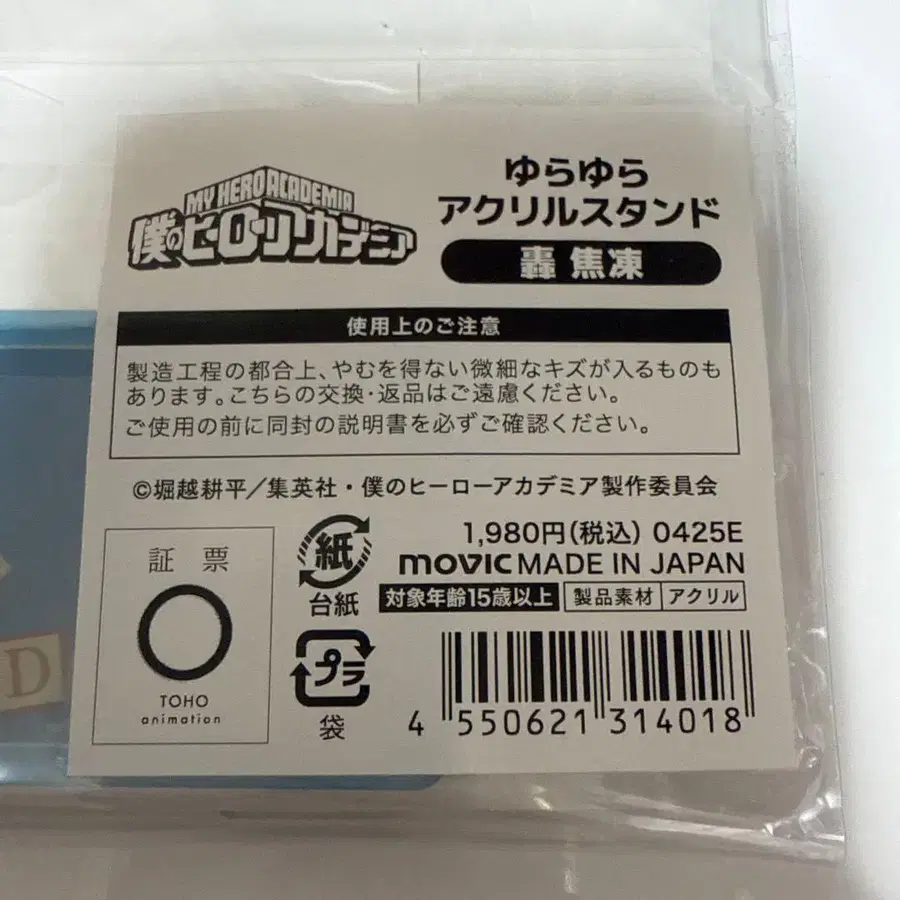 MY HERO ACADEMIA
僕のヒーローアカデミア
ゆらゆら
アクリルスタンド
轟 焦凍
使用上のご注意
製造工程の都合上、やむを得ない微細なキズが入るものも
あります。こちらの交換・返品はご遠慮ください。
ご使用の前に同封の説明書を必ずご確認ください。
©堀越耕平／集英社・僕のヒーローアカデミア製作委員会
証票
TOHO
animation
紙
台紙
プラ
袋
1,980円(税込) 0425E
movic MADE IN JAPAN
対象年齢15歳以上 製品素材 アクリル
4 550621 314018
D